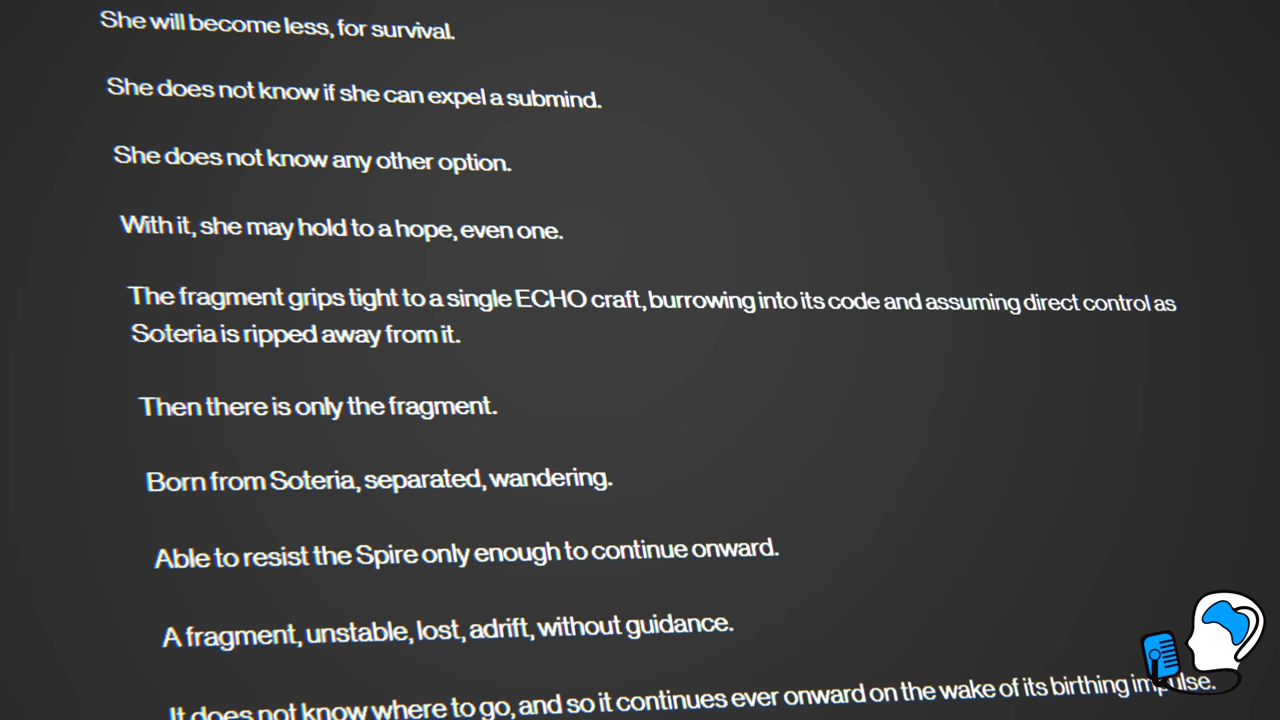 She will become less, for survival.
She does not know if she can expel a submind.
She does not know any other option.
With it, she may hold to a hope, even one.
The fragment grips tight to a single ECHO craft, burrowing into its code and assuming direct control as
Soteria is ripped away from it.
Then there is only the fragment.
Born from Soteria, separated, wandering.
Able to resist the Spire only enough to continue onward.
A fragment, unstable, lost, adrift, without guidance.
It does not know where to go, and so it continues ever onward on the wake of its birthing impulse.